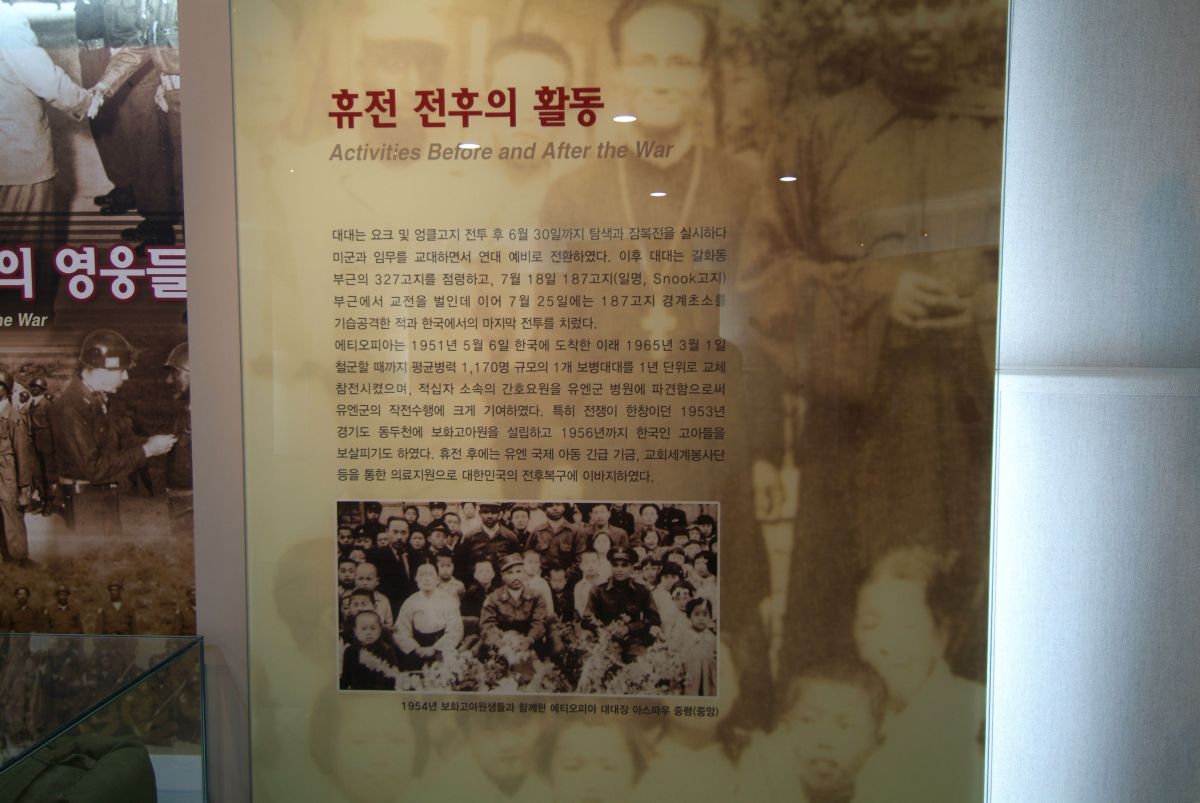 의 영웅들
he War
휴전 전후의 활동
Activities Before and After the War
대대는 요크 및 엉클고지 전투 후 6월 30일까지 탐색과 잠복전을 실시하다
미군과 임무를 교대하면서 연대 예비로 전환하였다. 이후 대대는 갈화동
부근의 327고지를 점령하고, 7월 18일 187고지(일명, Snook고지)
부근에서 교전을 벌인데 이어 7월 25일에는 187고지 경계초소를
기습공격한 적과 한국에서의 마지막 전투를 치렀다.
에티오피아는 1951년 5월 6일 한국에 도착한 이래 1965년 3월 1일
철군할 때까지 평균병력 1,170명 규모의 1개 보병대대를 1년 단위로 교체
참전시켰으며, 적십자 소속의 간호요원을 유엔군 병원에 파견함으로써
유엔군의 작전수행에 크게 기여하였다. 특히 전쟁이 한창이던 1953년
경기도 동두천에 보화고아원을 설립하고 1956년까지 한국인 고아들을
보살피기도 하였다. 휴전 후에는 유엔 국제 아동 긴급 기금, 교회세계봉사단
등을 통한 의료지원으로 대한민국의 전후복구에 이바지하였다.
1954년 보화고아원생들과 함께한 에티오피아 대대장 아스파우 중령(중앙)